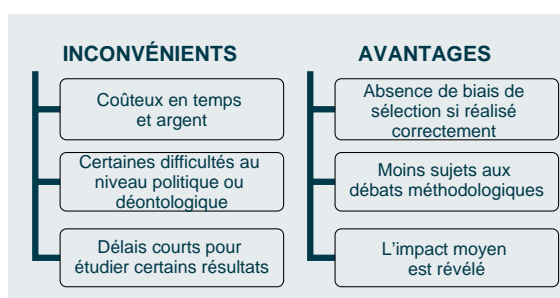 INCONVÉNIENTS
Coûteux en temps
et argent
Certaines difficultés au
niveau politique ou
déontologique
Délais courts pour
étudier certains résultats
AVANTAGES
Absence de biais de
sélection si réalisé
correctement
Moins sujets aux
débats méthodologiques
L'impact moyen
est révélé